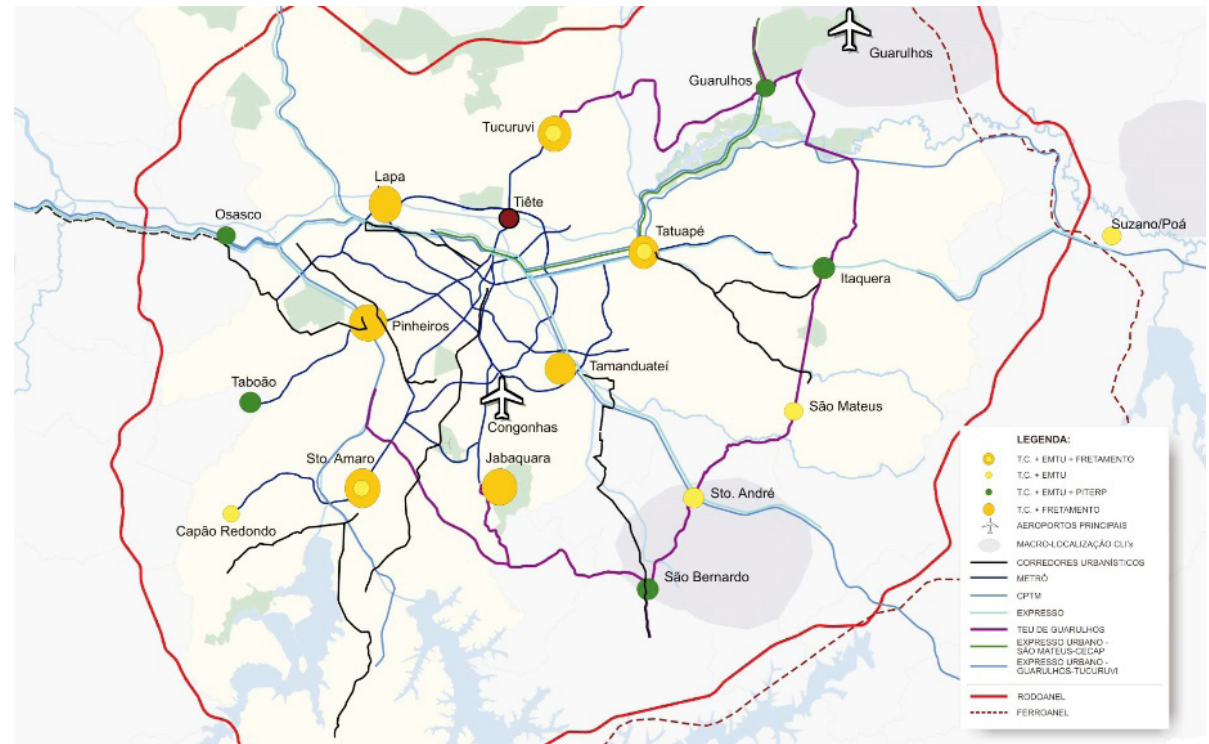 Guarulhos
Guarulhos
Tucuruvi
Lapa
Tiête
Osasco
Tatuapé
Suzano/Poá
Itaquera
Pinheiros
Tamanduateí
Taboão
São Mateus
Congonhas
Jabaquara
Sto. Amaro
Sto. André
Capão Redondo
São Bernardo
LEGENDA:
T.C. + EMTU + FRETAMENTO
T.C. + EMTU
T.C. + EMTU + PITERP
T.C. + FRETAMENTO
AEROPORTOS PRINCIPAIS
MACRO-LOCALIZAÇÃO CLI's
CORREDORES URBANÍSTICOS
METRÔ
CPTM
EXPRESSO
TEU DE GUARULHOS
EXPRESSO URBANO -
SÃO MATEUS-CECAP
EXPRESSO URBANO -
GUARULHOS-TUCURUVI
RODOANEL
FERROANEL